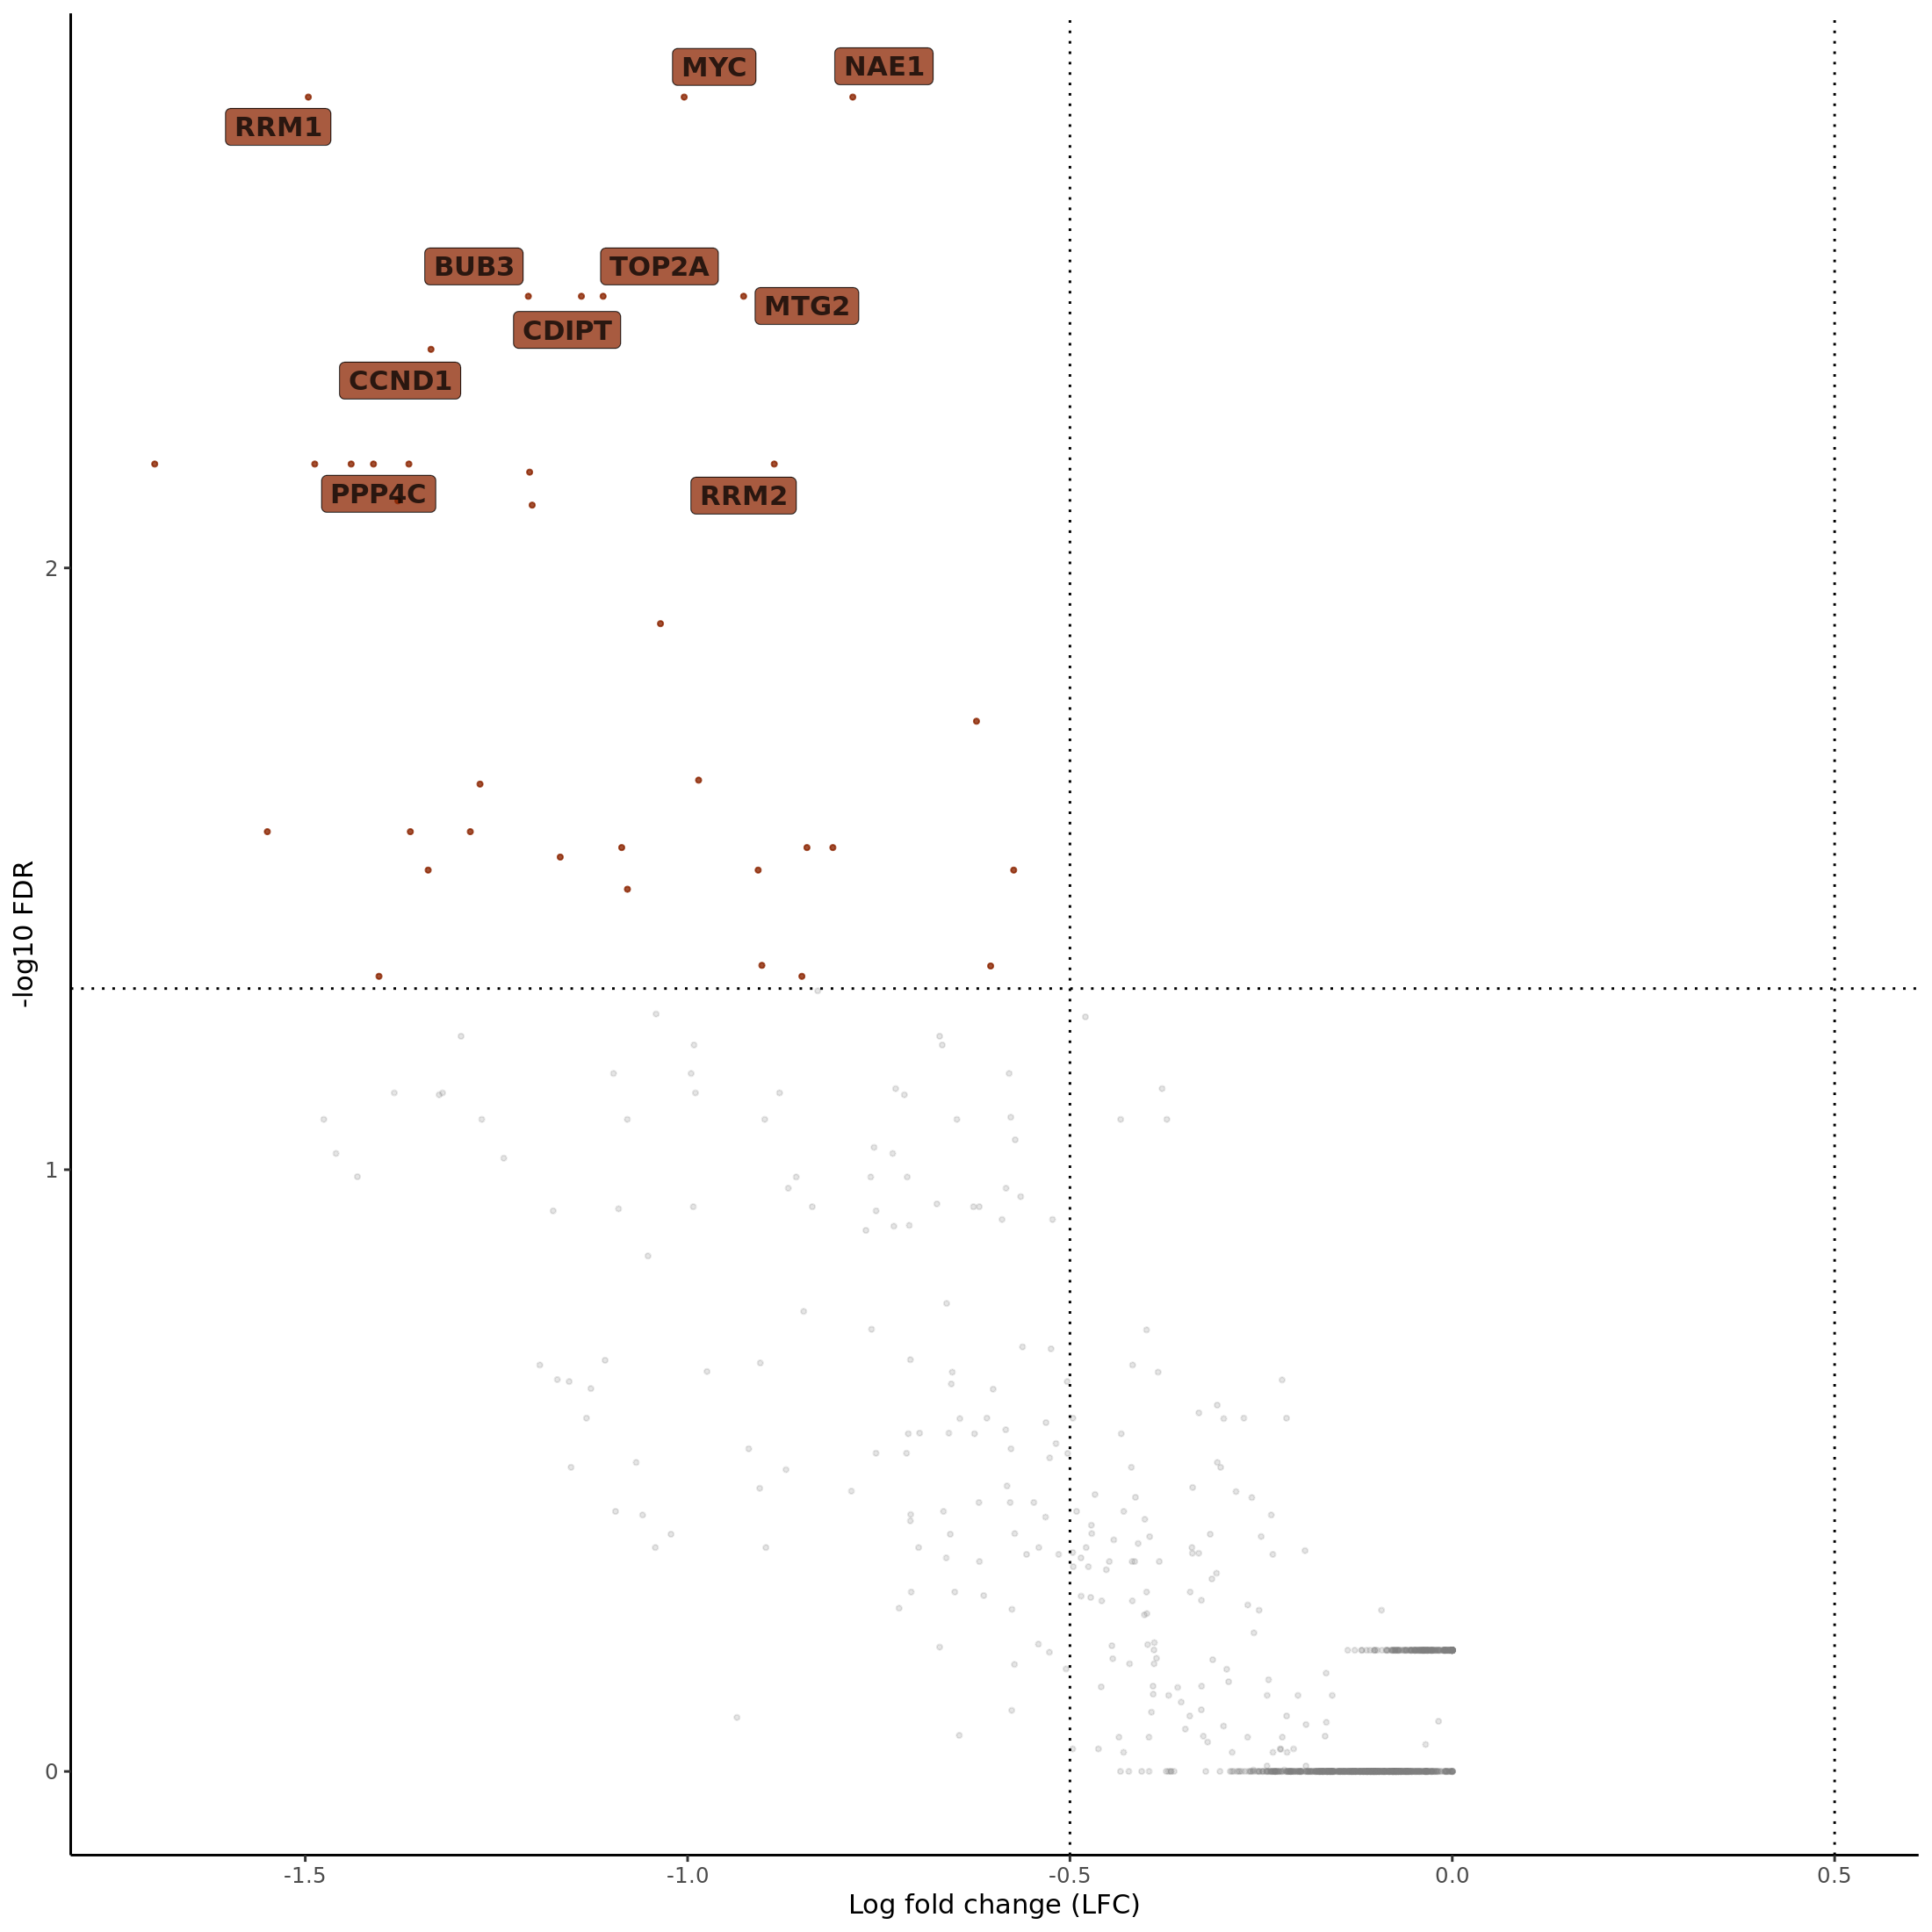 MYC
NAE1
RRM1
BUB3
TOP2A
MTG2
CDIPT
CCND1
PPP4C
RRM2
2
1
0
-log10 FDR
-1.5
-1.0
-0.5
0.0
0.5
Log fold change (LFC)